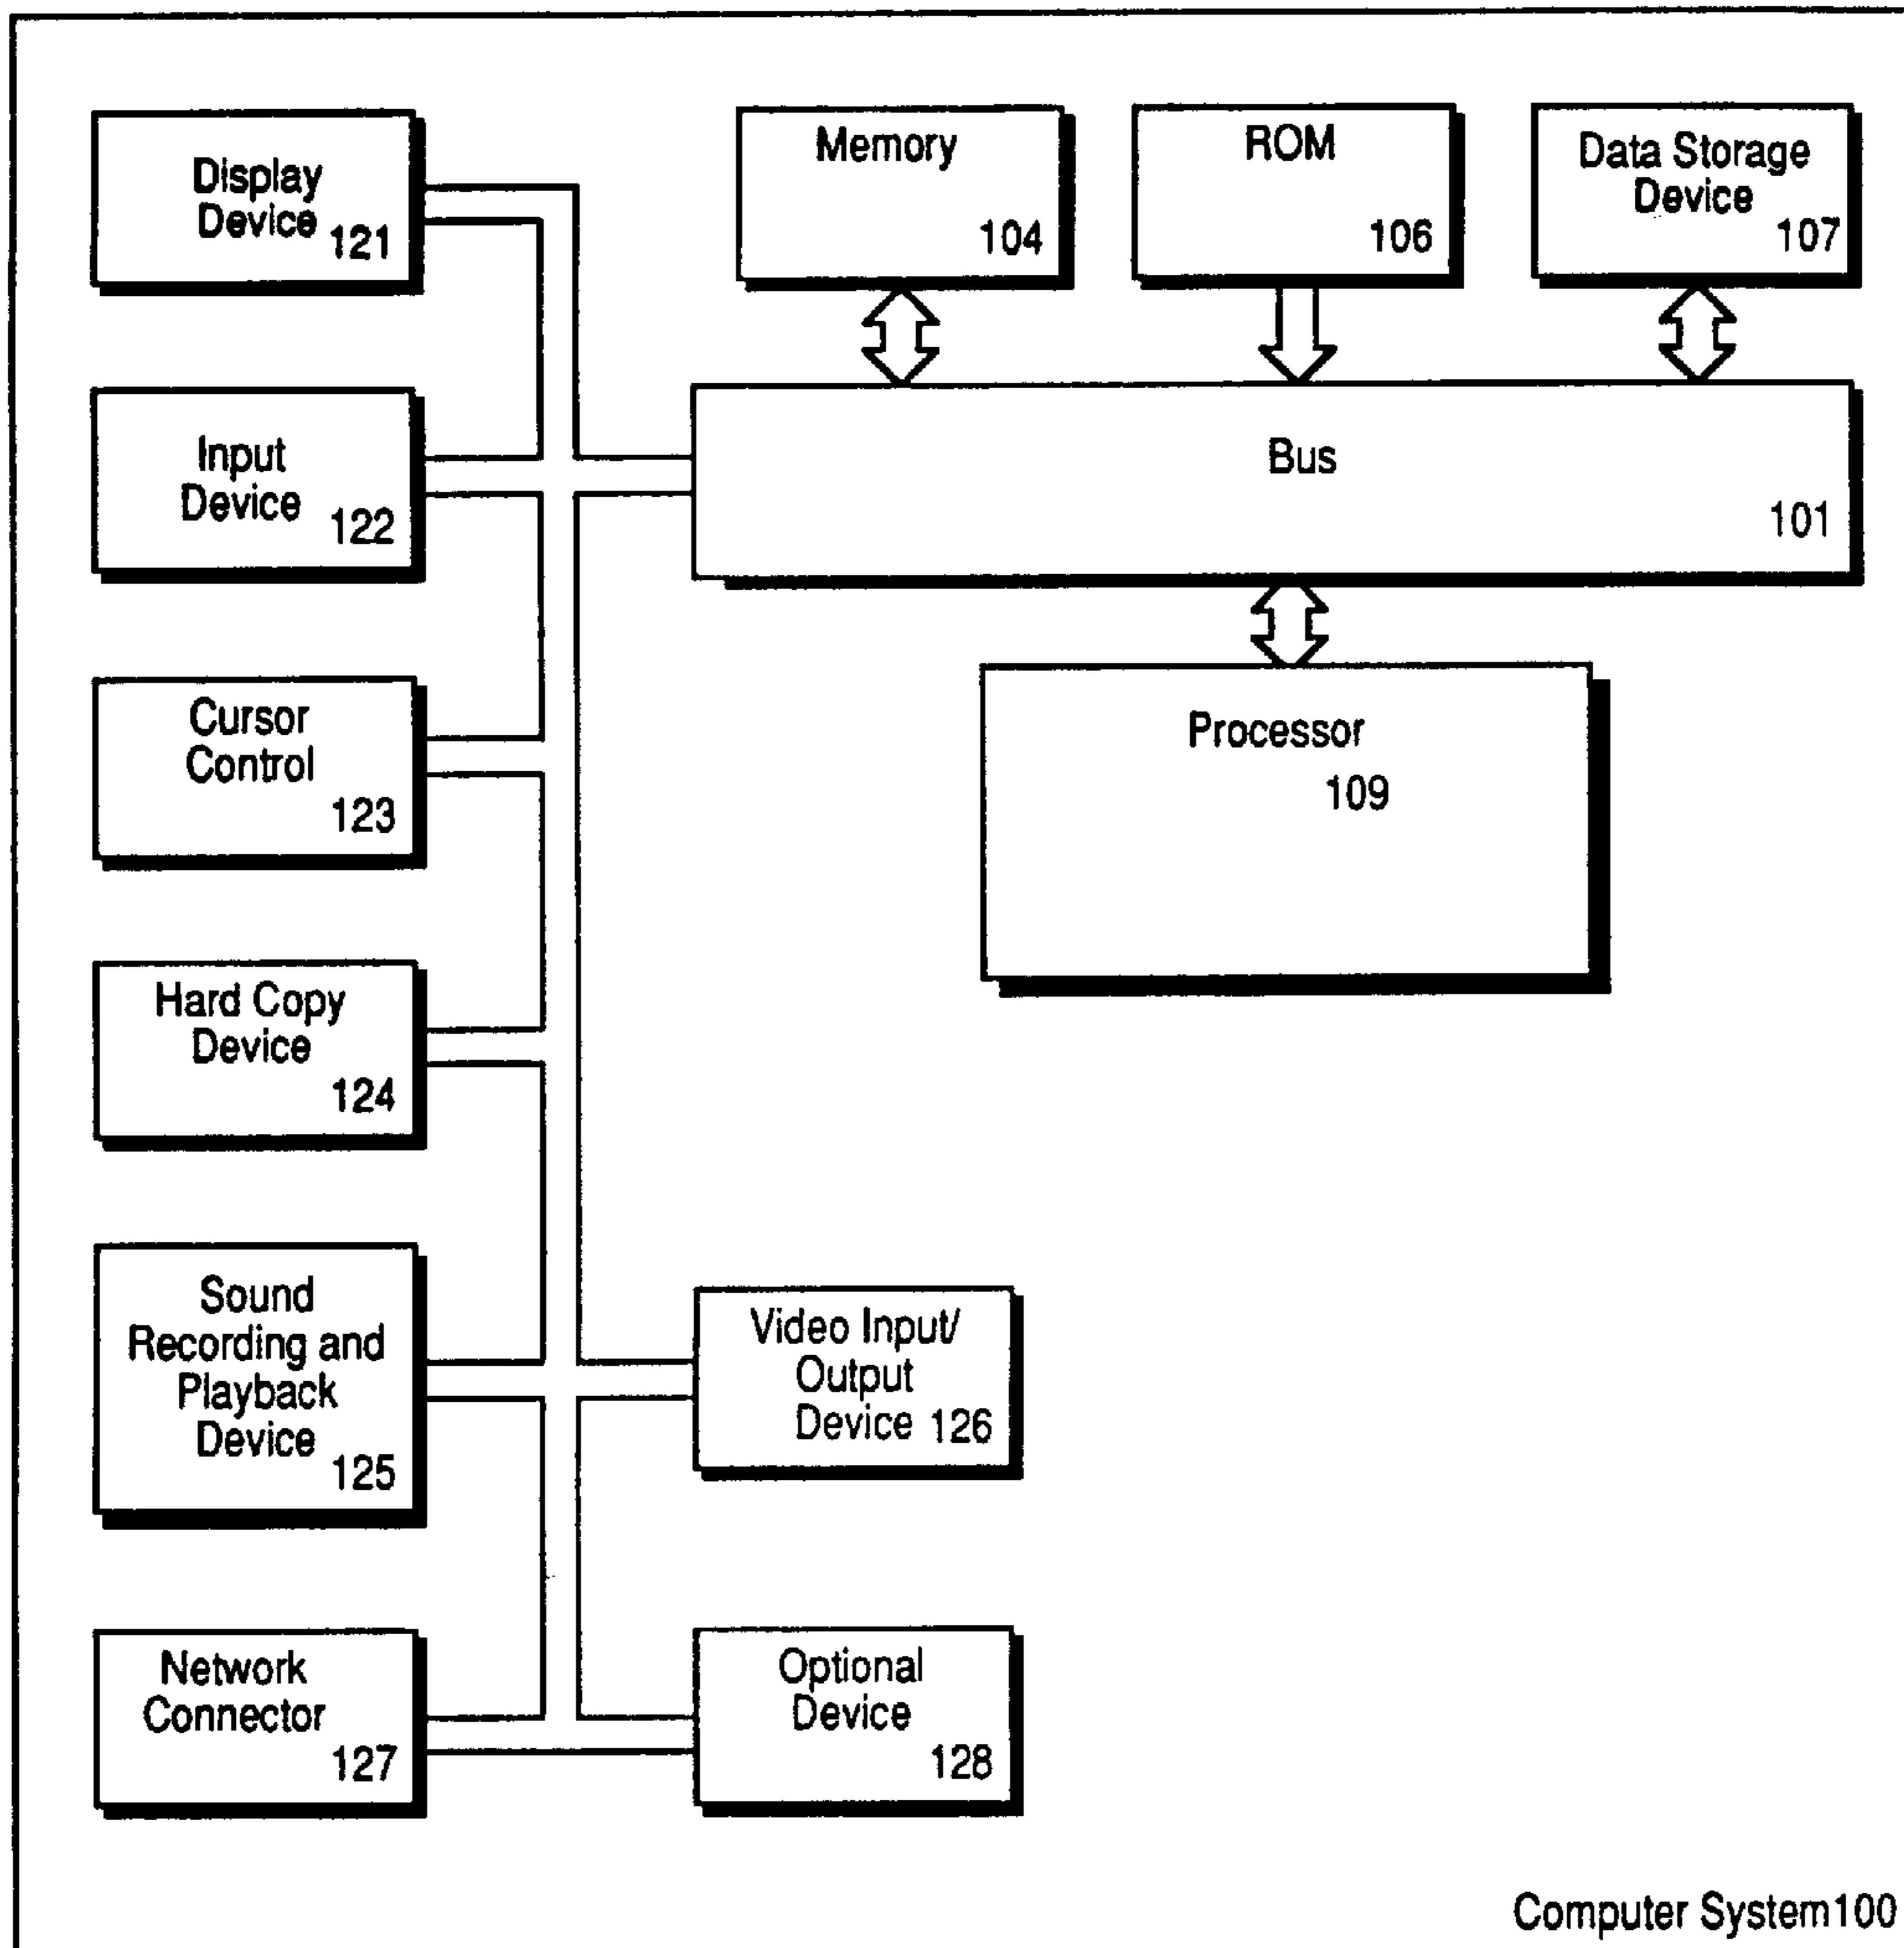 Display
Device 121
Memory
104
ROM
106
Data Storage
Device
107
Input
Device 122
Bus
101
Cursor
Control
123
Processor
109
Hard Copy
Device
124
Sound
Recording and
Playback
Device
125
Video Input/
Output
Device 126
Network
Connector
127
Optional
Device
128
Computer System100